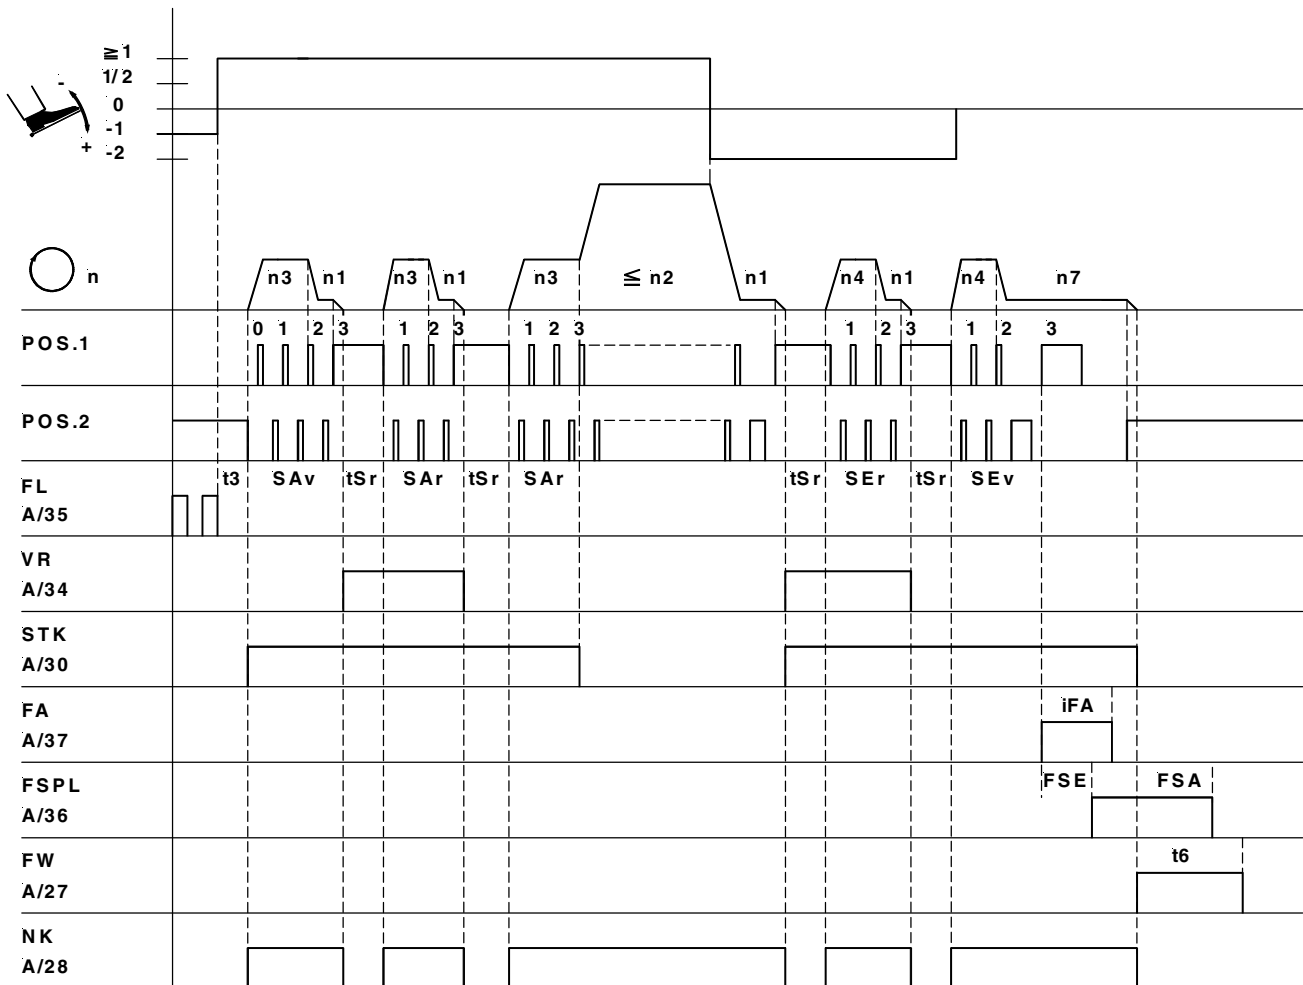 ≧1
1/2
0
-1
-2
-
+
n
n3 n1 n3 n1 n3 ≦ n2 n1 n4 n1 n4 n7
POS.1
0 1 2 3 1 2 3 1 2 3 1 2 3 1 2 3
POS.2
t3 SAv tSr SAr tSr SAr tSr SEr tSr SEv
FL
A/35
VR
A/34
STK
A/30
FA
A/37
iFA
FSPL
A/36
FSE FSA
FW
A/27
t6
NK
A/28